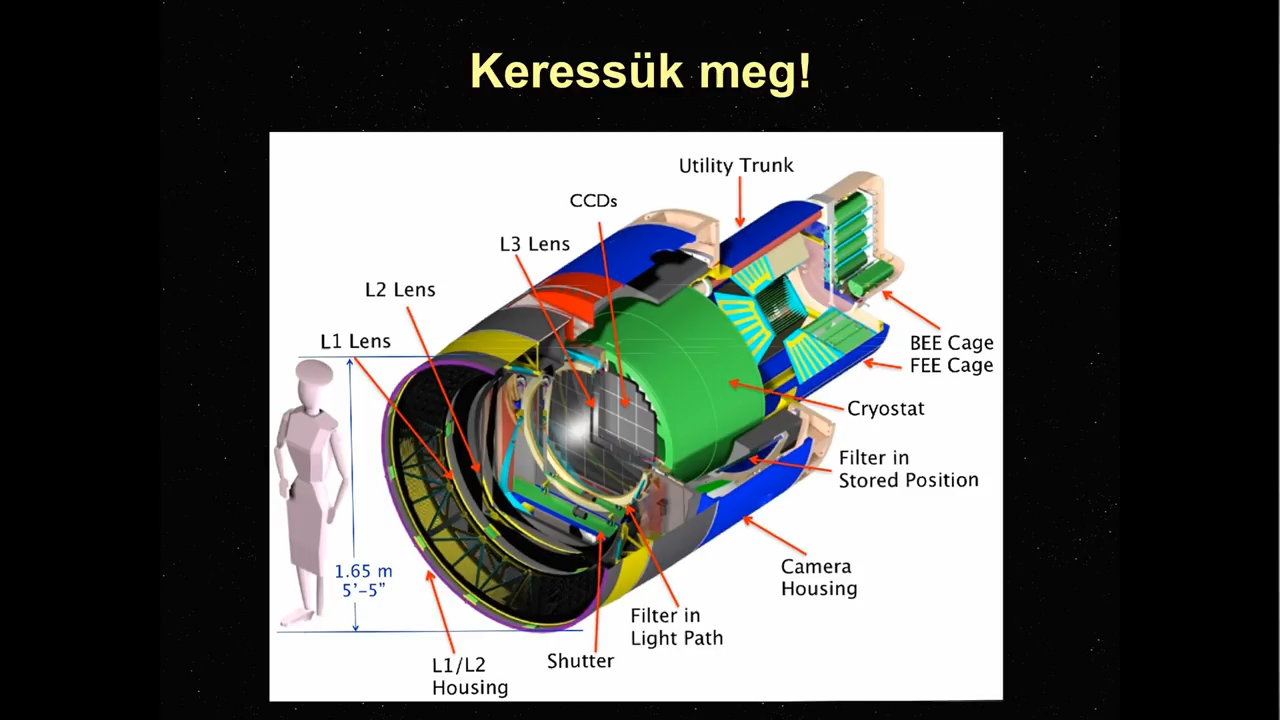 Keressük meg!
Utility Trunk
CCDs
L3 Lens
L2 Lens
L1 Lens
BEE Cage
FEE Cage
Cryostat
Filter in
Stored Position
Camera
Housing
1.65 m
5'-5"
Filter in
Light Path
Shutter
L1/L2
Housing